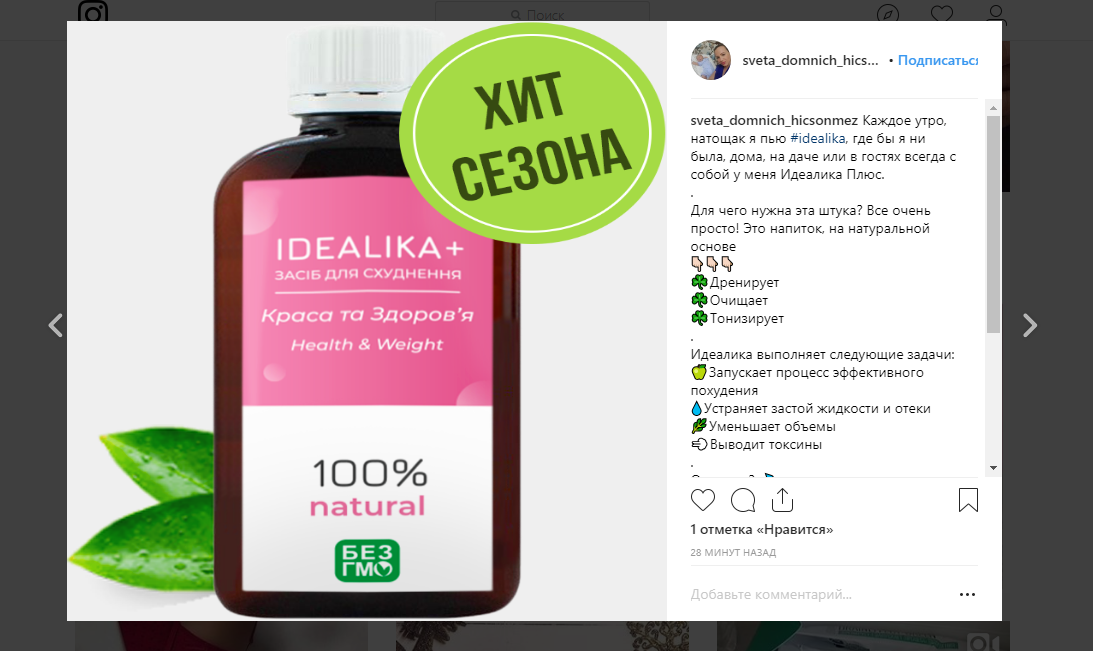 Поиск
ХИТ
СЕЗОНА
IDEALIKA+
ЗАСІБ ДЛЯ СХУДНЕННЯ
Краса та Здоров'я
Health & Weight
100%
natural
БЕЗ
ГМО
sveta_domnich_hics... • Подписаться
sveta_domnich_hicsonmez Каждое утро,
натощак я пью #idealika, где бы я ни
была, дома, на даче или в гостях всегда с
собой у меня Идеалика Плюс.
.
Для чего нужна эта штука? Все очень
просто! Это напиток, на натуральной
основе
👇🏻👇🏻👇🏻
☘Дренирует
☘Очищает
☘Тонизирует
.
Идеалика выполняет следующие задачи:
🍏Запускает процесс эффективного
похудения
💧Устраняет застой жидкости и отеки
🌿Уменьшает объемы
💨Выводит токсины
.
1 отметка «Нравится»
28 МИНУТ НАЗАД
Добавьте комментарий...